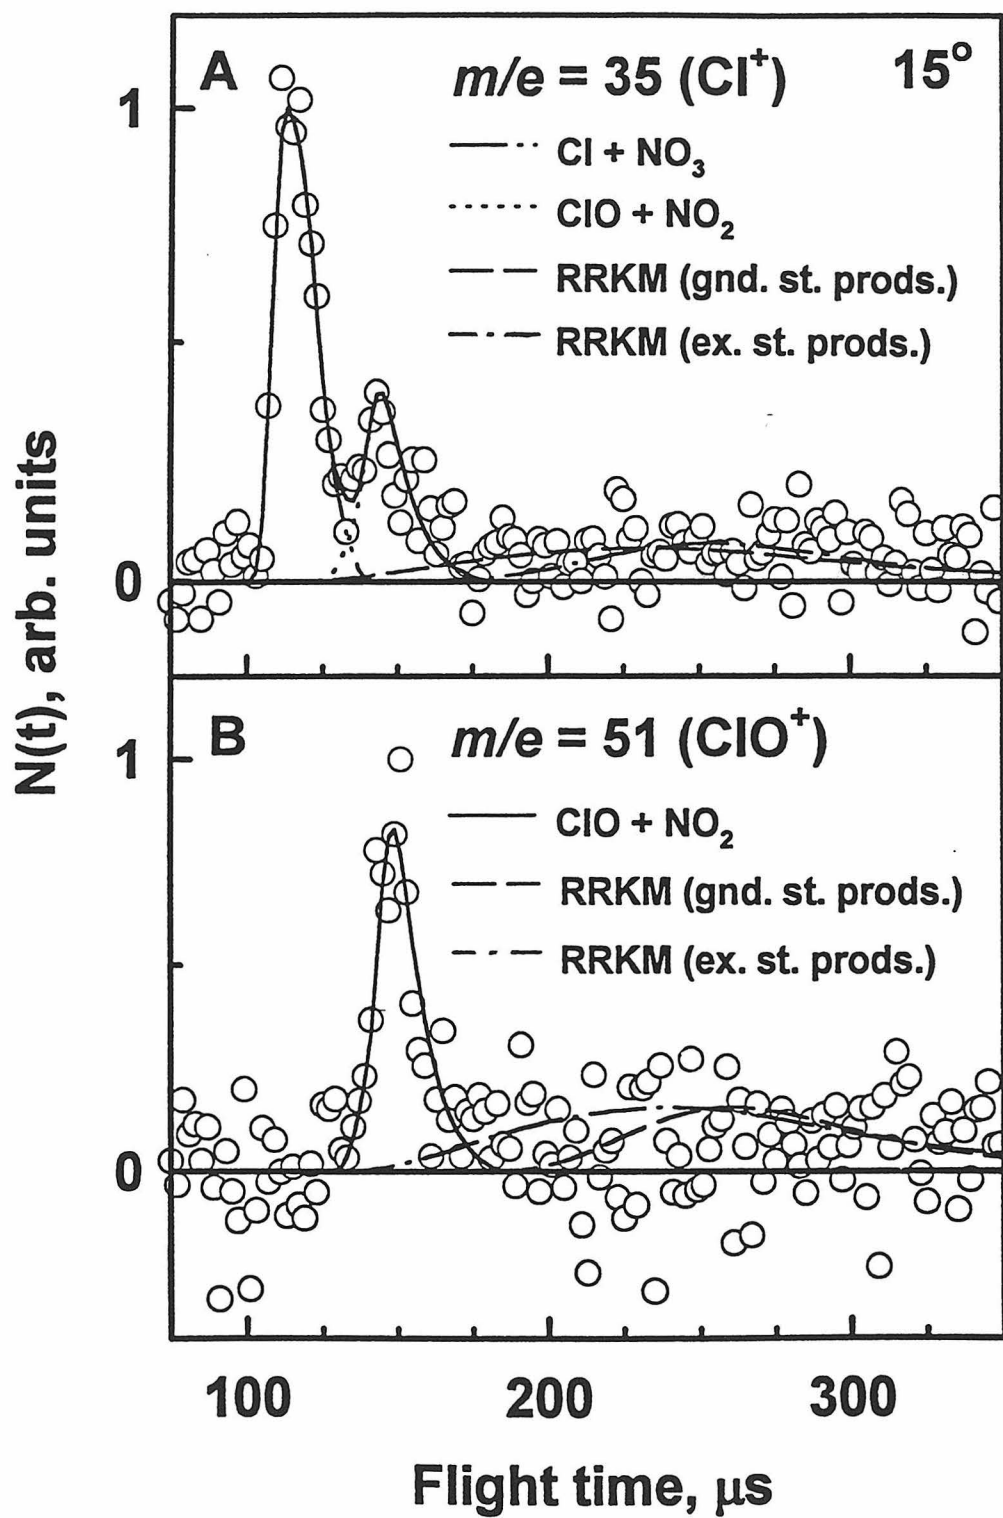 A
m/e = 35 (Cl⁺)
15°
Cl + NO₃
ClO + NO₂
RRKM (gnd. st. prods.)
RRKM (ex. st. prods.)
1
0
N(t), arb. units
B
m/e = 51 (ClO⁺)
ClO + NO₂
RRKM (gnd. st. prods.)
RRKM (ex. st. prods.)
1
0
100 200 300
Flight time, μs